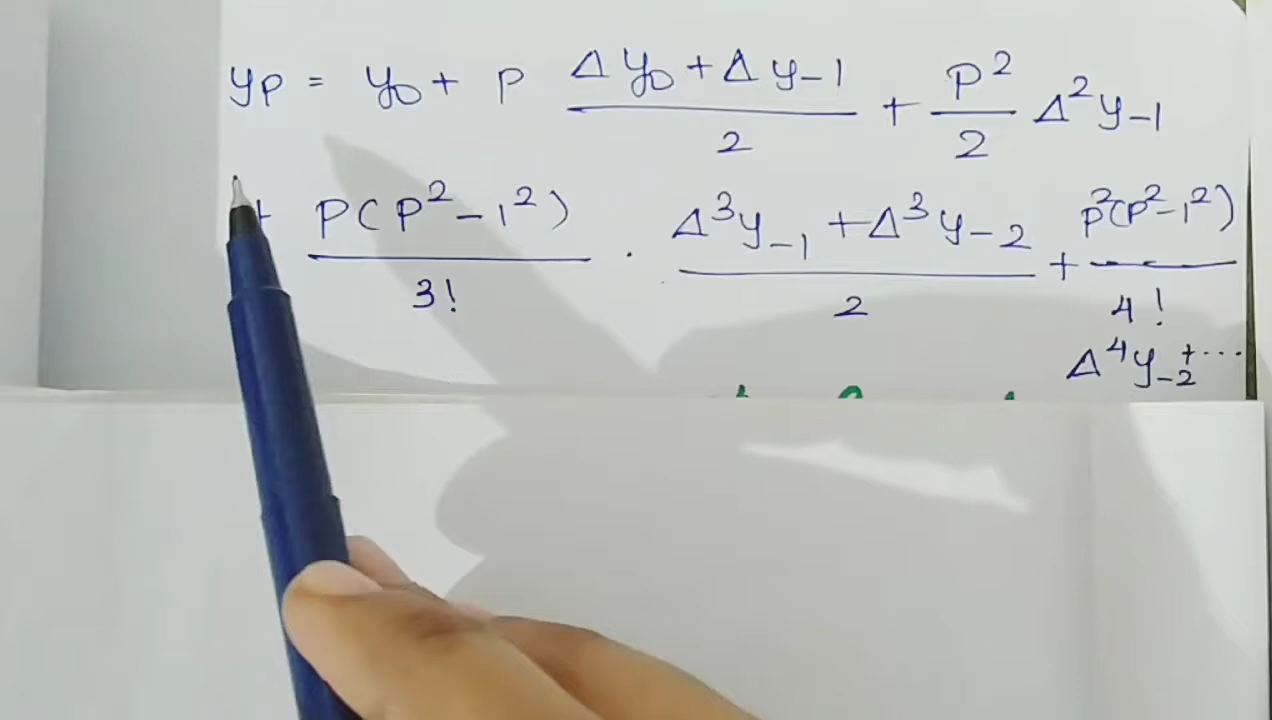 yp = y₀ + p (Δy₀ + Δy₋₁)/2 + p²/2 Δ²y₋₁
+ p(p² - 1²)/3! . (Δ³y₋₁ + Δ³y₋₂)/2 + p²(p² - 1²)/4!
Δ⁴y₋₂ + ...